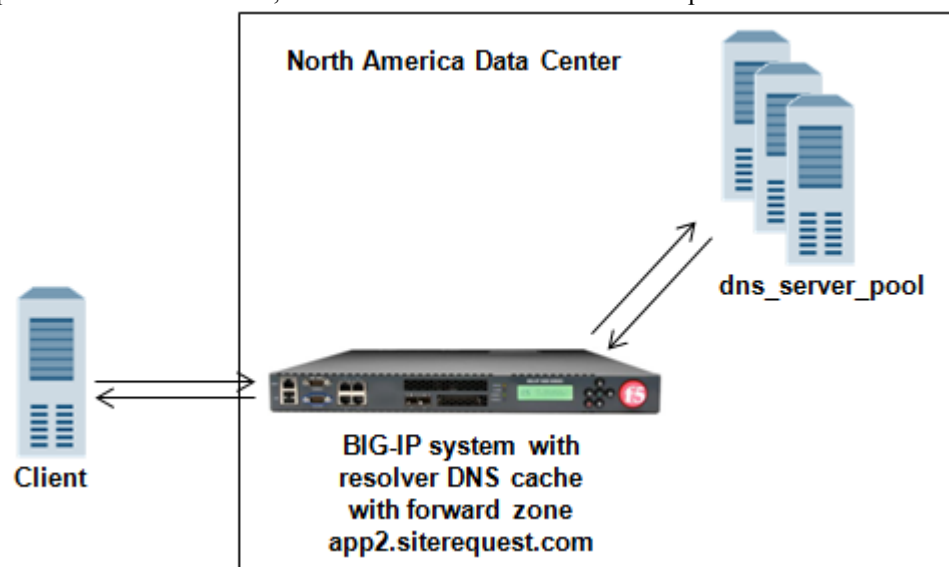 North America Data Center
dns_server_pool
f5
Client
BIG-IP system with
resolver DNS cache
with forward zone
app2.siterequest.com